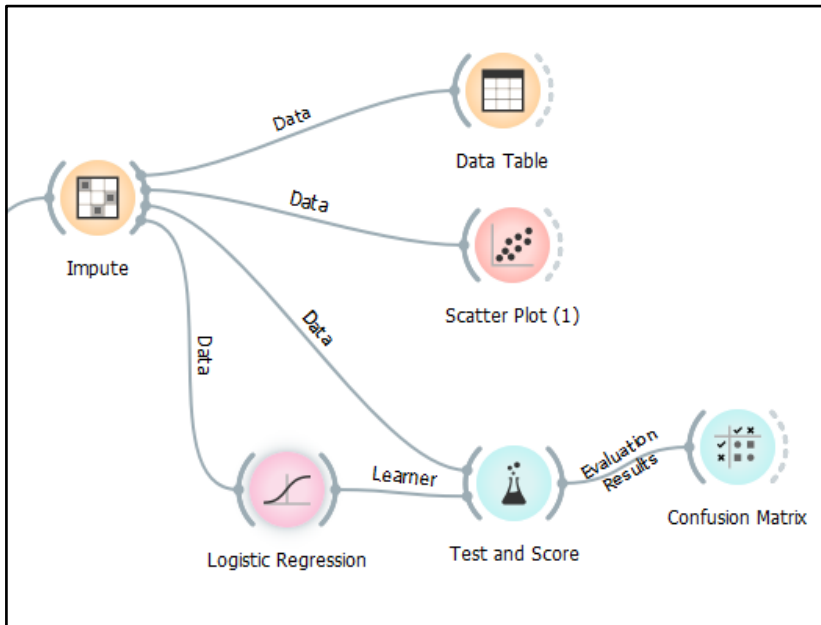 Data
Data Table
Data
Impute
Scatter Plot (1)
Data
Data
Learner
Evaluation
Results
Logistic Regression
Test and Score
Confusion Matrix